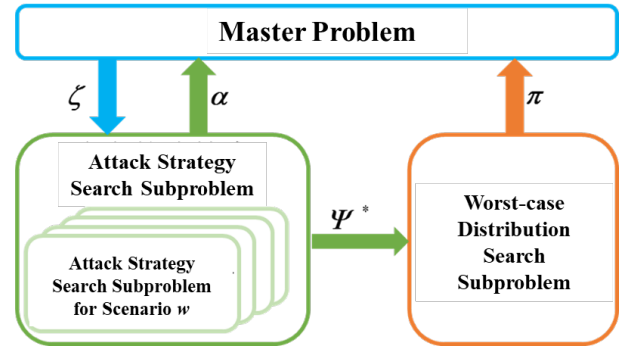 Master Problem
ζ
α
π
Attack Strategy
Search Subproblem
Ψ *
Worst-case
Distribution
Search
Subproblem
Attack Strategy
Search Subproblem
for Scenario w